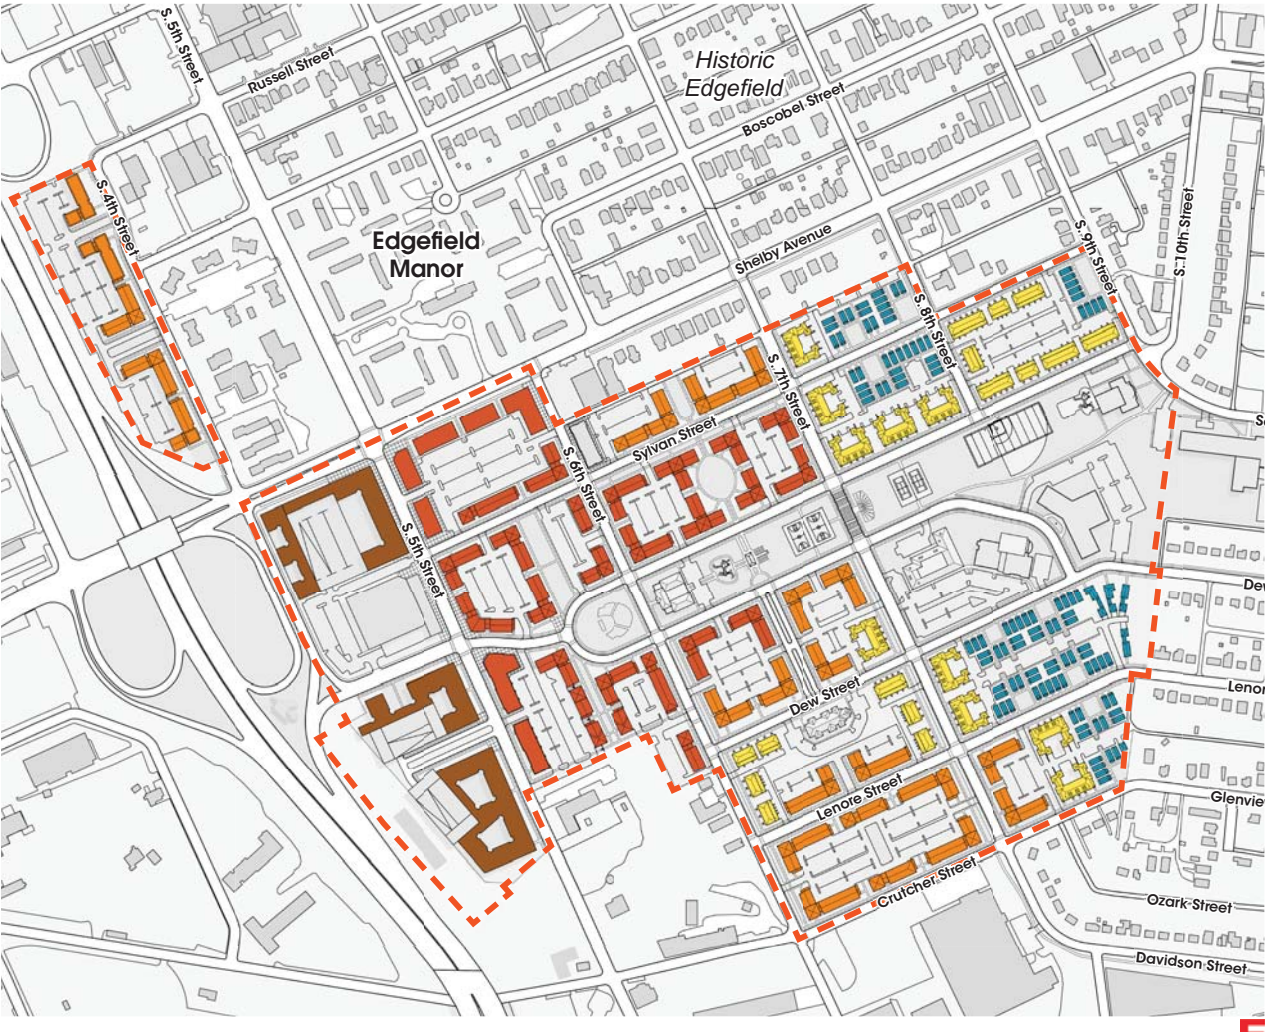 S. 5th Street
Russell Street
Historic
Edgefield
Boscobel Street
S. 4th Street
S. 10th Street
Edgefield
Manor
Shelby Avenue
S. 9th Street
S. 8th Street
S. 7th Street
Sylvan Street
S. 6th Street
S. 5th Street
Dew Street
Lenore Street
Crutcher Street
Glenvie
Ozark Street
Davidson Street